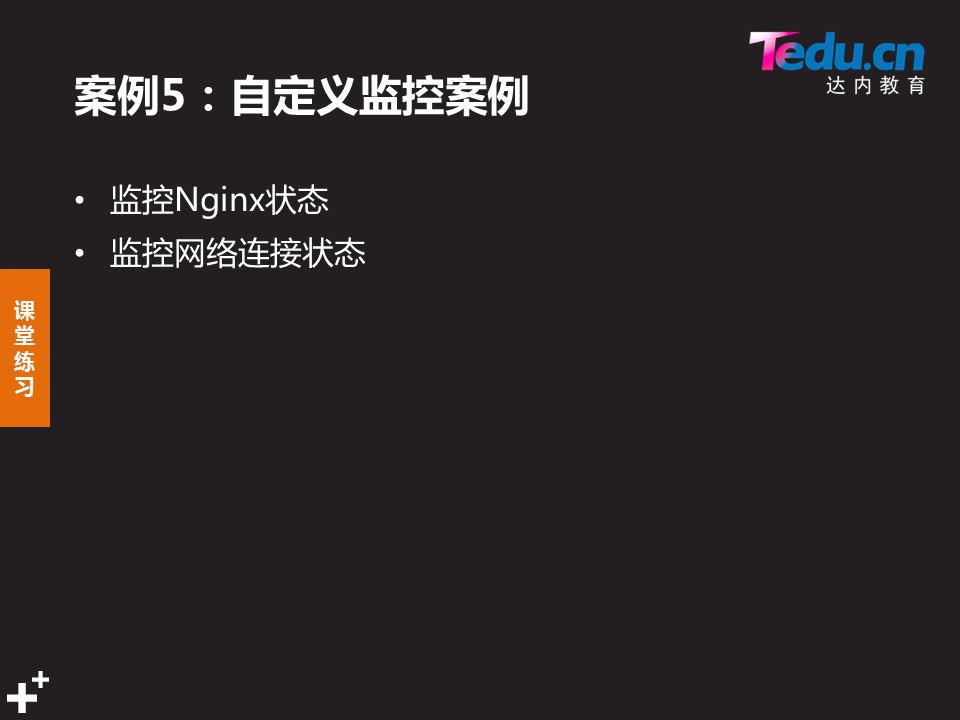 Tedu.cn
达内教育
案例5：自定义监控案例
• 监控Nginx状态
• 监控网络连接状态
课
堂
练
习